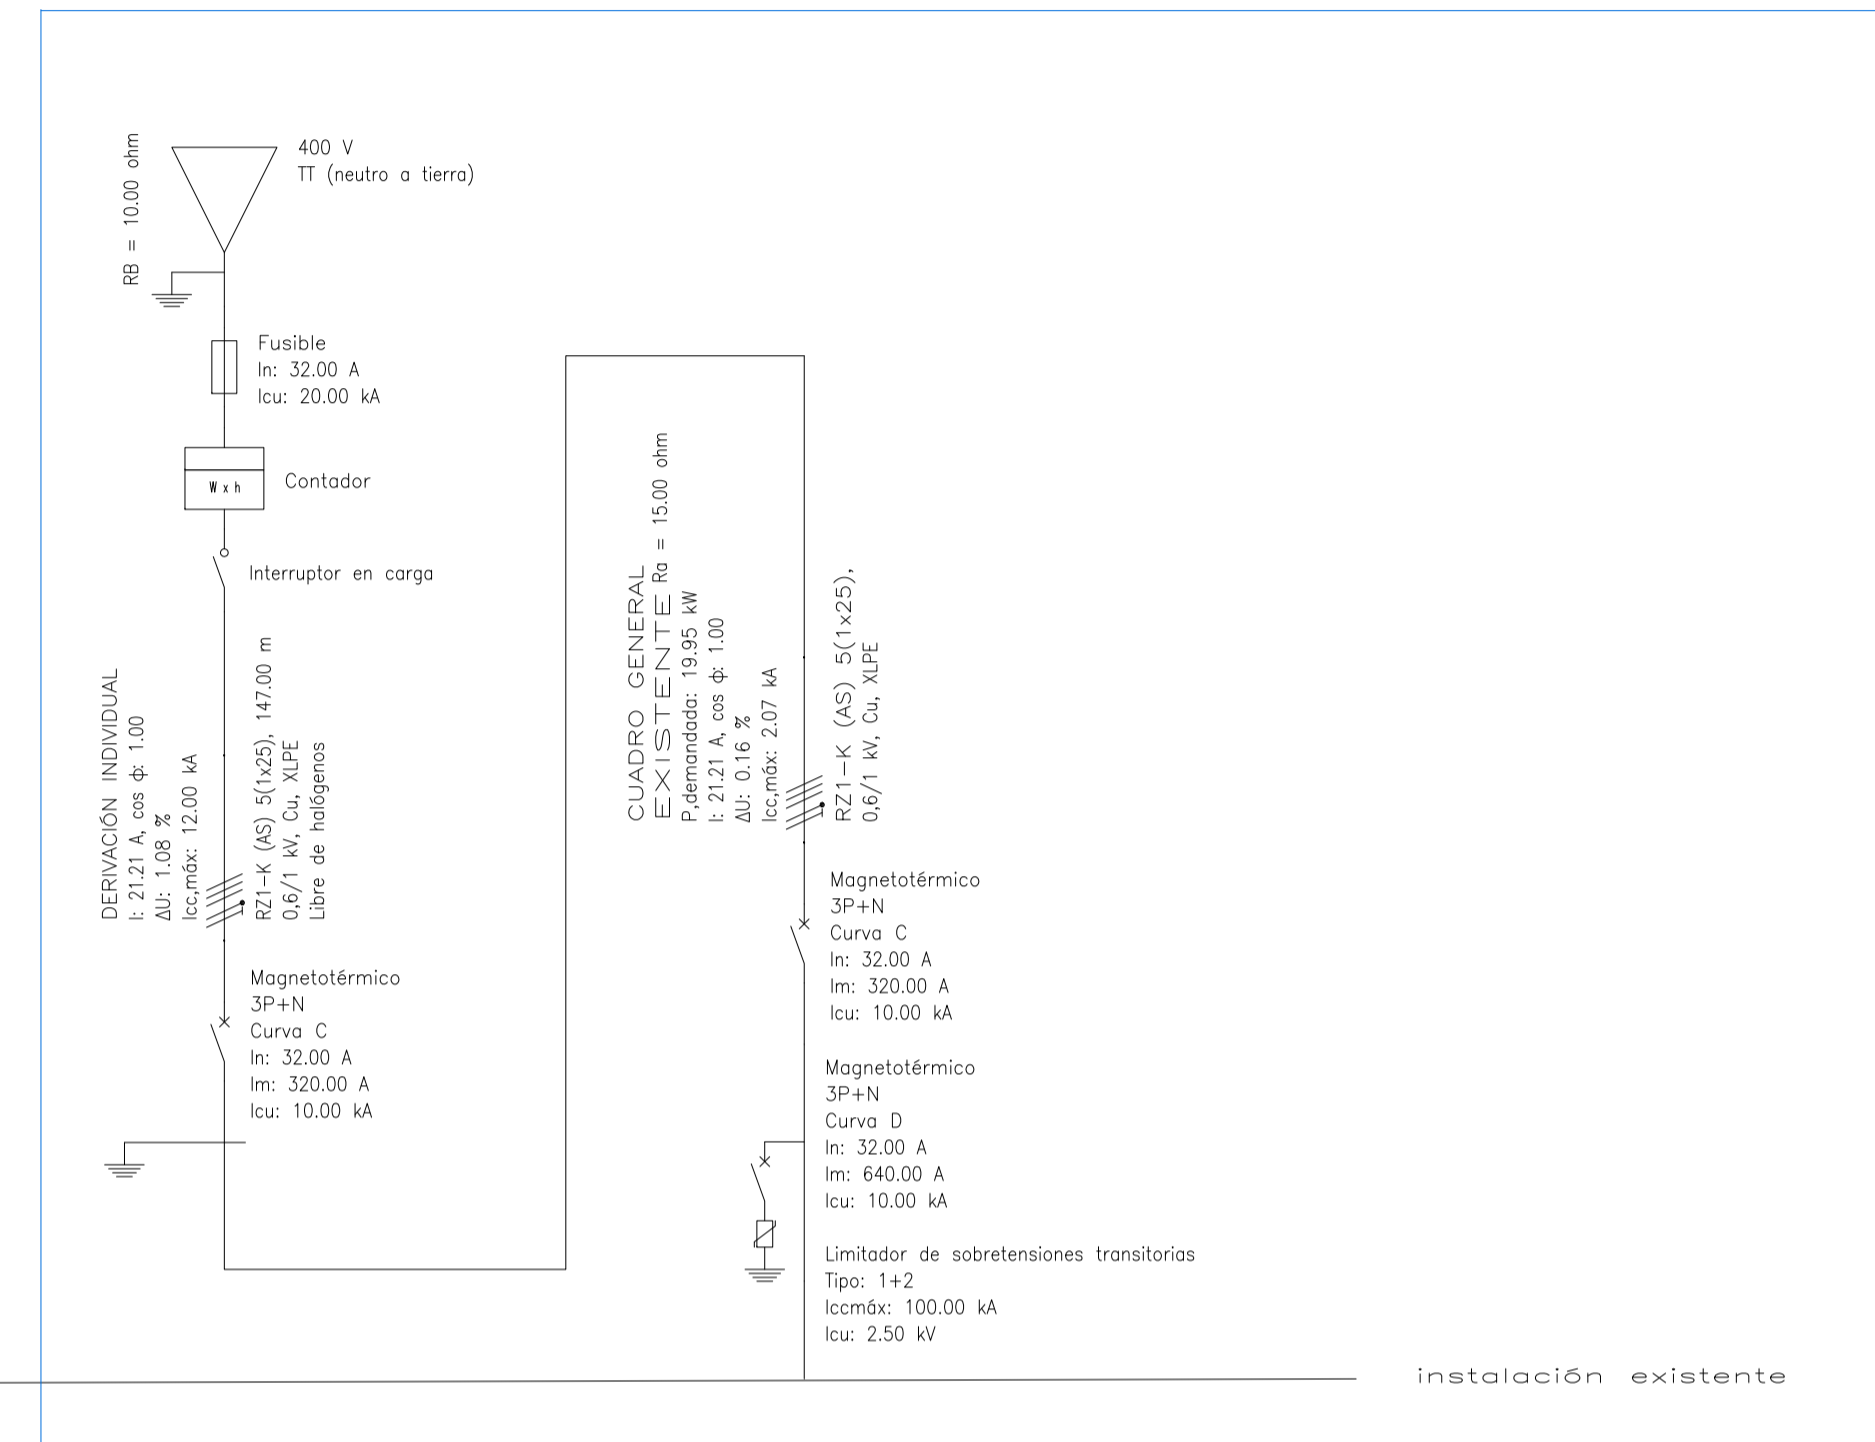 400 V
TT (neutro a tierra)
RB = 10.00 ohm
Fusible
In: 32.00 A
Icu: 20.00 kA
W x h
Contador
Interruptor en carga
DERIVACIÓN INDIVIDUAL
I: 21.21 A, cos ф: 1.00
ΔU: 1.08 %
Icc,máx: 12.00 kA
RZ1-K (AS) 5(1x25), 147.00 m
0,6/1 kV, Cu, XLPE
Libre de halógenos
Magnetotérmico
3P+N
Curva C
In: 32.00 A
Im: 320.00 A
Icu: 10.00 kA
CUADRO GENERAL
EXISTENTE Ra = 15.00 ohm
P,demandada: 19.95 kW
I: 21.21 A, cos ф: 1.00
ΔU: 0.16 %
Icc,máx: 2.07 kA
RZ1-K (AS) 5(1x25),
0,6/1 kV, Cu, XLPE
Magnetotérmico
3P+N
Curva C
In: 32.00 A
Im: 320.00 A
Icu: 10.00 kA
Magnetotérmico
3P+N
Curva D
In: 32.00 A
Im: 640.00 A
Icu: 10.00 kA
Limitador de sobretensiones transitorias
Tipo: 1+2
Iccmáx: 100.00 kA
Icu: 2.50 kV
instalación existente